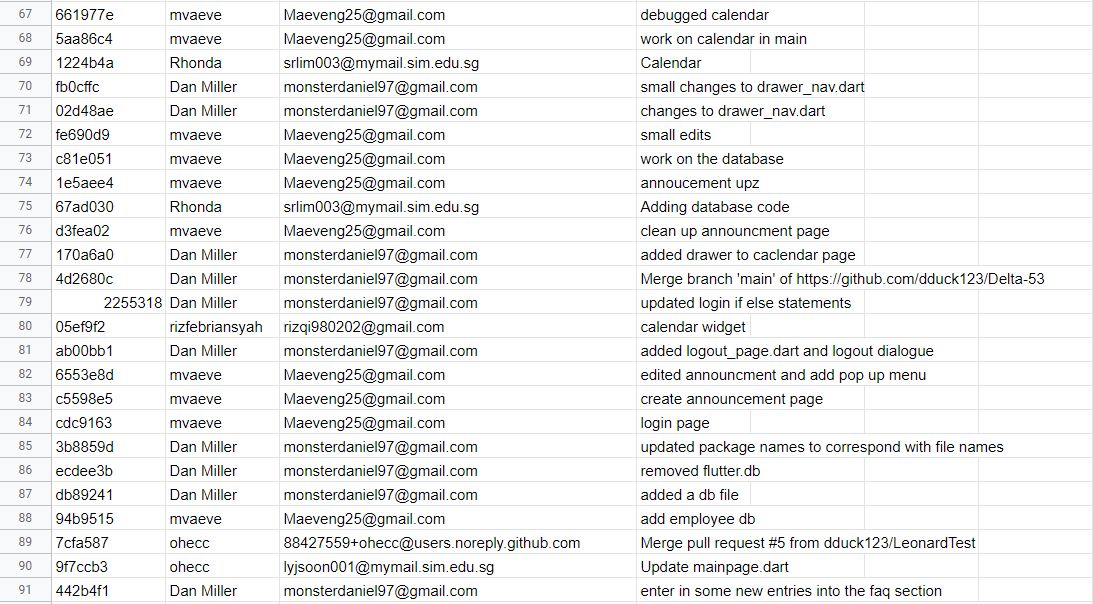 67 661977e mvaeve Maeveng25@gmail.com debugged calendar
68 5aa86c4 mvaeve Maeveng25@gmail.com work on calendar in main
69 1224b4a Rhonda srlim003@mymail.sim.edu.sg Calendar
70 fb0cffc Dan Miller monsterdaniel97@gmail.com small changes to drawer_nav.dart
71 02d48ae Dan Miller monsterdaniel97@gmail.com changes to drawer_nav.dart
72 fe690d9 mvaeve Maeveng25@gmail.com small edits
73 c81e051 mvaeve Maeveng25@gmail.com work on the database
74 1e5aee4 mvaeve Maeveng25@gmail.com annoucement upz
75 67ad030 Rhonda srlim003@mymail.sim.edu.sg Adding database code
76 d3fea02 mvaeve Maeveng25@gmail.com clean up announcment page
77 170a6a0 Dan Miller monsterdaniel97@gmail.com added drawer to caclendar page
78 4d2680c Dan Miller monsterdaniel97@gmail.com Merge branch 'main' of https://github.com/dduck123/Delta-53
79 2255318 Dan Miller monsterdaniel97@gmail.com updated login if else statements
80 05ef9f2 rizfebriansyah rizqi980202@gmail.com calendar widget
81 ab00bb1 Dan Miller monsterdaniel97@gmail.com added logout_page.dart and logout dialogue
82 6553e8d mvaeve Maeveng25@gmail.com edited announcment and add pop up menu
83 c5598e5 mvaeve Maeveng25@gmail.com create announcement page
84 cdc9163 mvaeve Maeveng25@gmail.com login page
85 3b8859d Dan Miller monsterdaniel97@gmail.com updated package names to correspond with file names
86 ecdee3b Dan Miller monsterdaniel97@gmail.com removed flutter.db
87 db89241 Dan Miller monsterdaniel97@gmail.com added a db file
88 94b9515 mvaeve Maeveng25@gmail.com add employee db
89 7cfa587 ohecc 88427559+ohecc@users.noreply.github.com Merge pull request #5 from dduck123/LeonardTest
90 9f7ccb3 ohecc lyjsoon001@mymail.sim.edu.sg Update mainpage.dart
91 442b4f1 Dan Miller monsterdaniel97@gmail.com enter in some new entries into the faq section